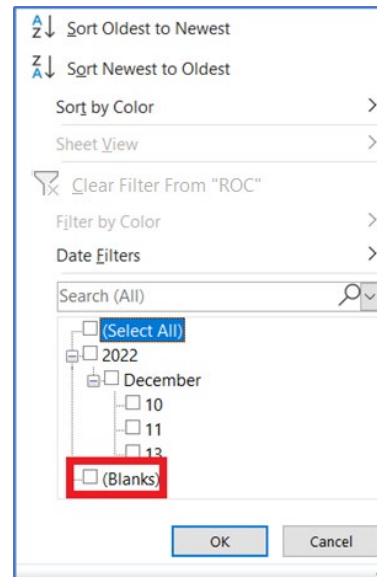 Sort Oldest to Newest
Sort Newest to Oldest
Sort by Color
Sheet View
Clear Filter From "ROC"
Filter by Color
Date Filters
Search (All)
(Select All)
2022
December
10
11
13
(Blanks)
OK
Cancel